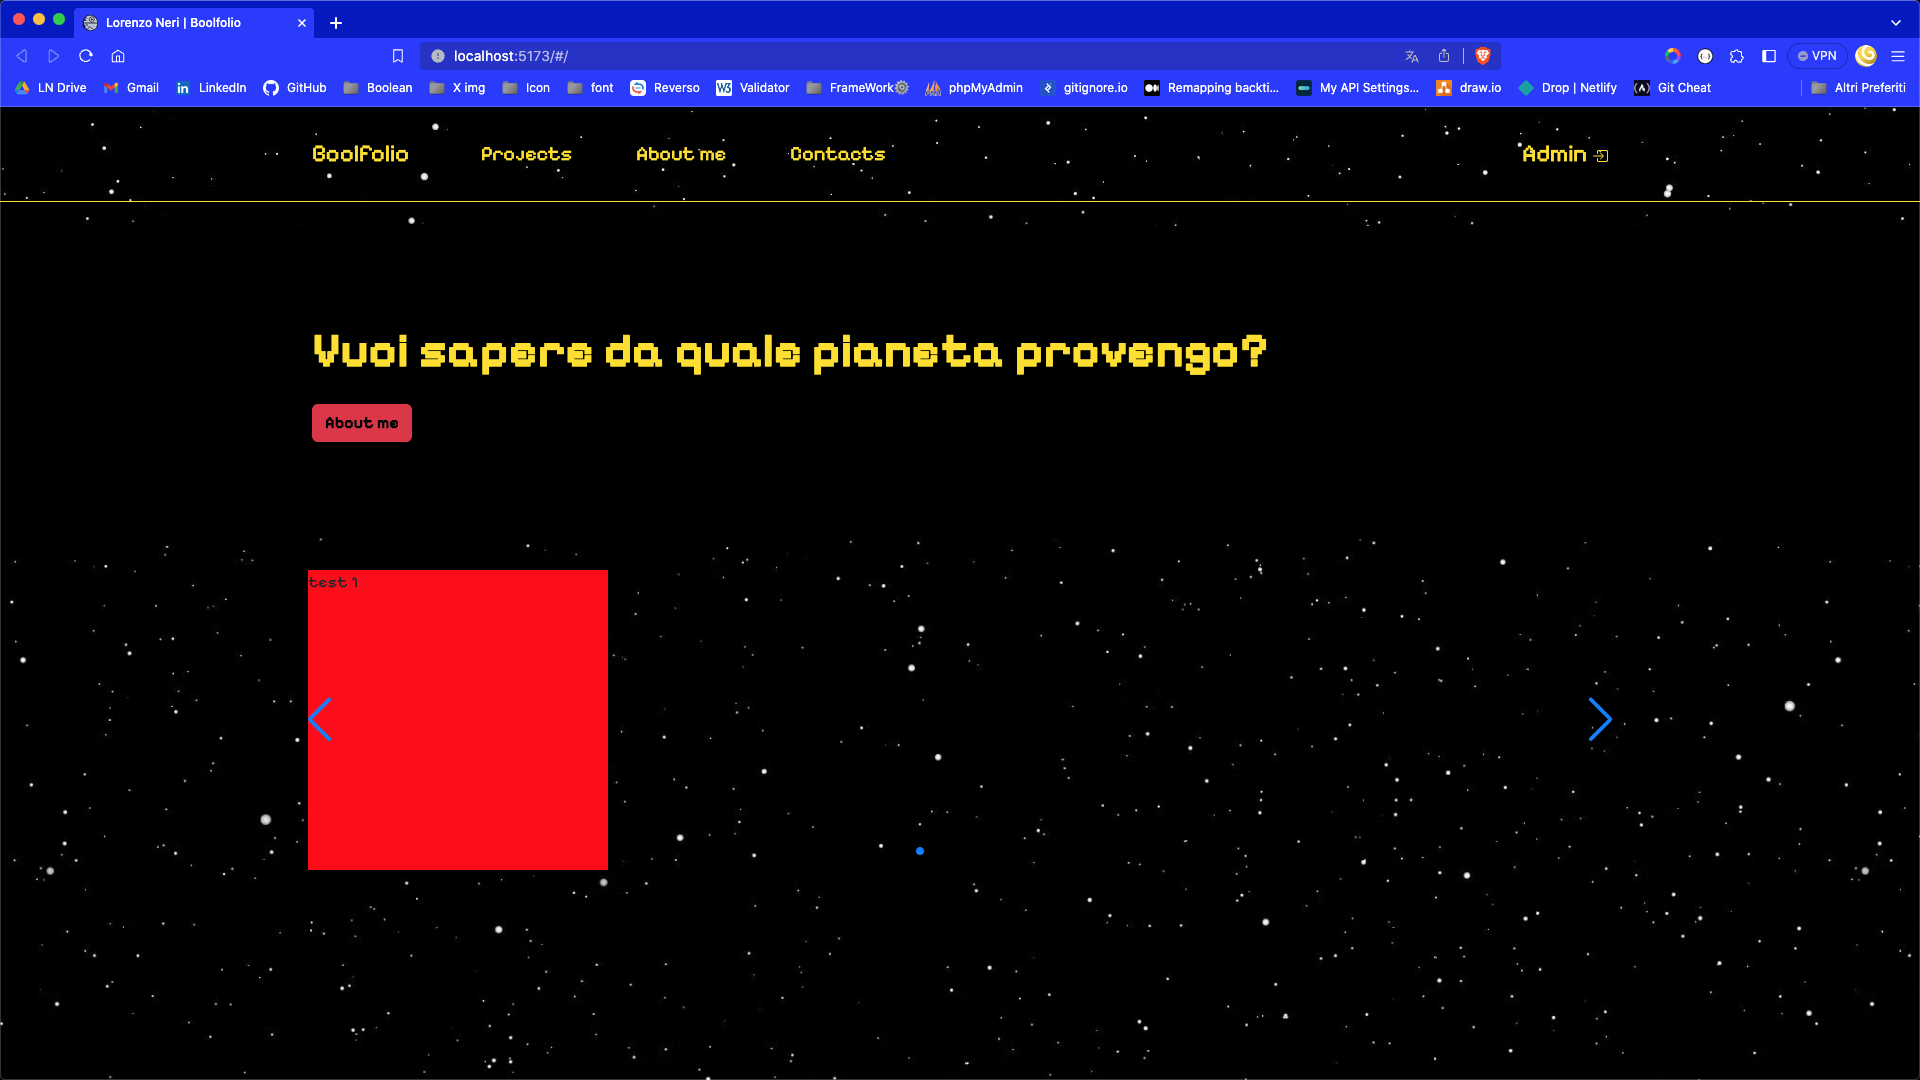 Lorenzo Neri | Boolfolio
localhost:5173/#/
VPN
LN Drive Gmail LinkedIn GitHub Boolean X img Icon font Reverso Validator FrameWork phpMyAdmin gitignore.io Remapping backti... My API Settings... draw.io Drop | Netlify Git Cheat Altri Preferiti
Boolfolio Projects About me Contacts Admin
Vuoi sapere da quale pianeta provengo?
About me
test 1